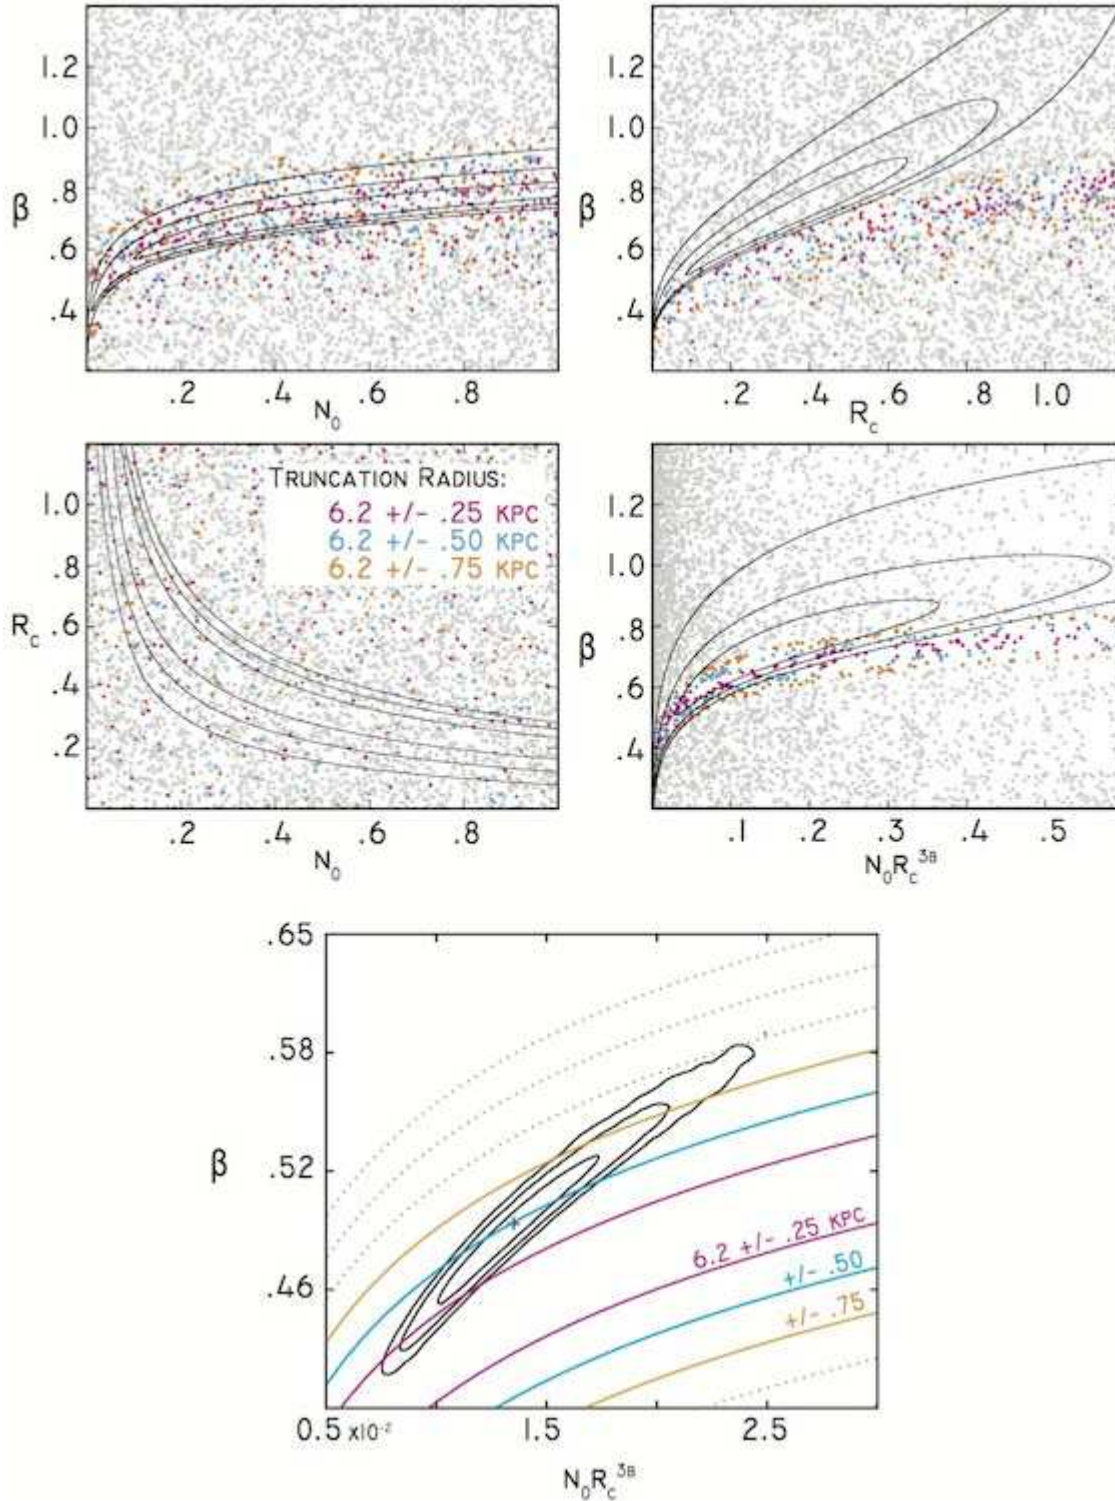 1.2
1.0
.8
.6
.4
β
.2 .4 .6 .8
N₀
1.2
1.0
.8
.6
.4
β
.2 .4 .6 .8 1.0
R_c
1.0
.8
.6
.4
.2
R_c
TRUNCATION RADIUS:
6.2 +/- .25 KPC
6.2 +/- .50 KPC
6.2 +/- .75 KPC
.2 .4 .6 .8
N₀
1.2
1.0
.8
.6
.4
β
.1 .2 .3 .4 .5
N₀R_c³ᴮ
.65
.58
.52
.46
β
6.2 +/- .25 KPC
+/- .50
+/- .75
0.5 x10⁻² 1.5 2.5
N₀R_c³ᴮ